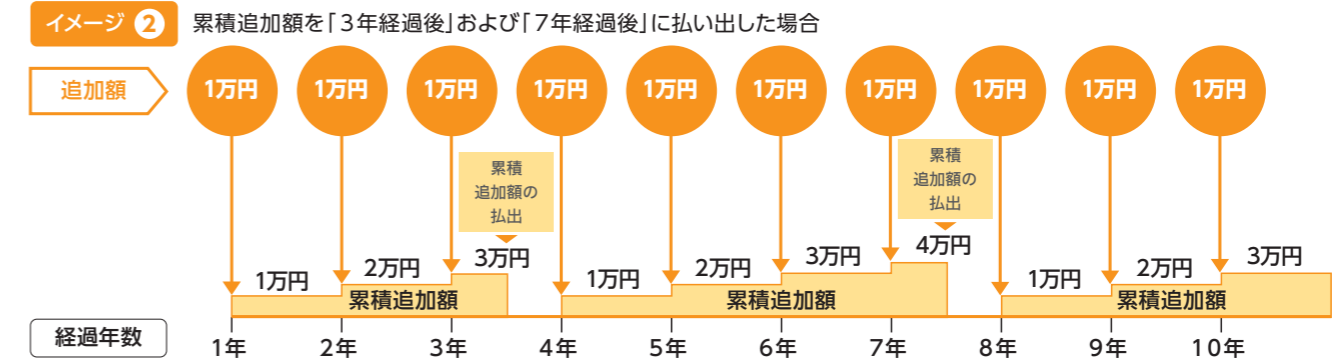 イメージ 2 累積追加額を「3年経過後」および「7年経過後」に払い出した場合
追加額 1万円 1万円 1万円 1万円 1万円 1万円 1万円 1万円 1万円 1万円
累積
追加額の
払出
累積
追加額の
払出
1万円 2万円 3万円 1万円 2万円 3万円 4万円 1万円 2万円 3万円
累積追加額 累積追加額 累積追加額
経過年数 1年 2年 3年 4年 5年 6年 7年 8年 9年 10年